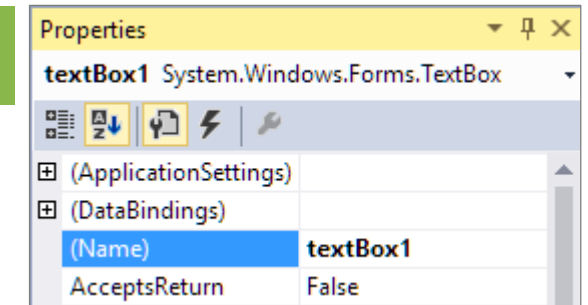 Properties
textBox1 System.Windows.Forms.TextBox
(ApplicationSettings)
(DataBindings)
(Name) textBox1
AcceptsReturn False